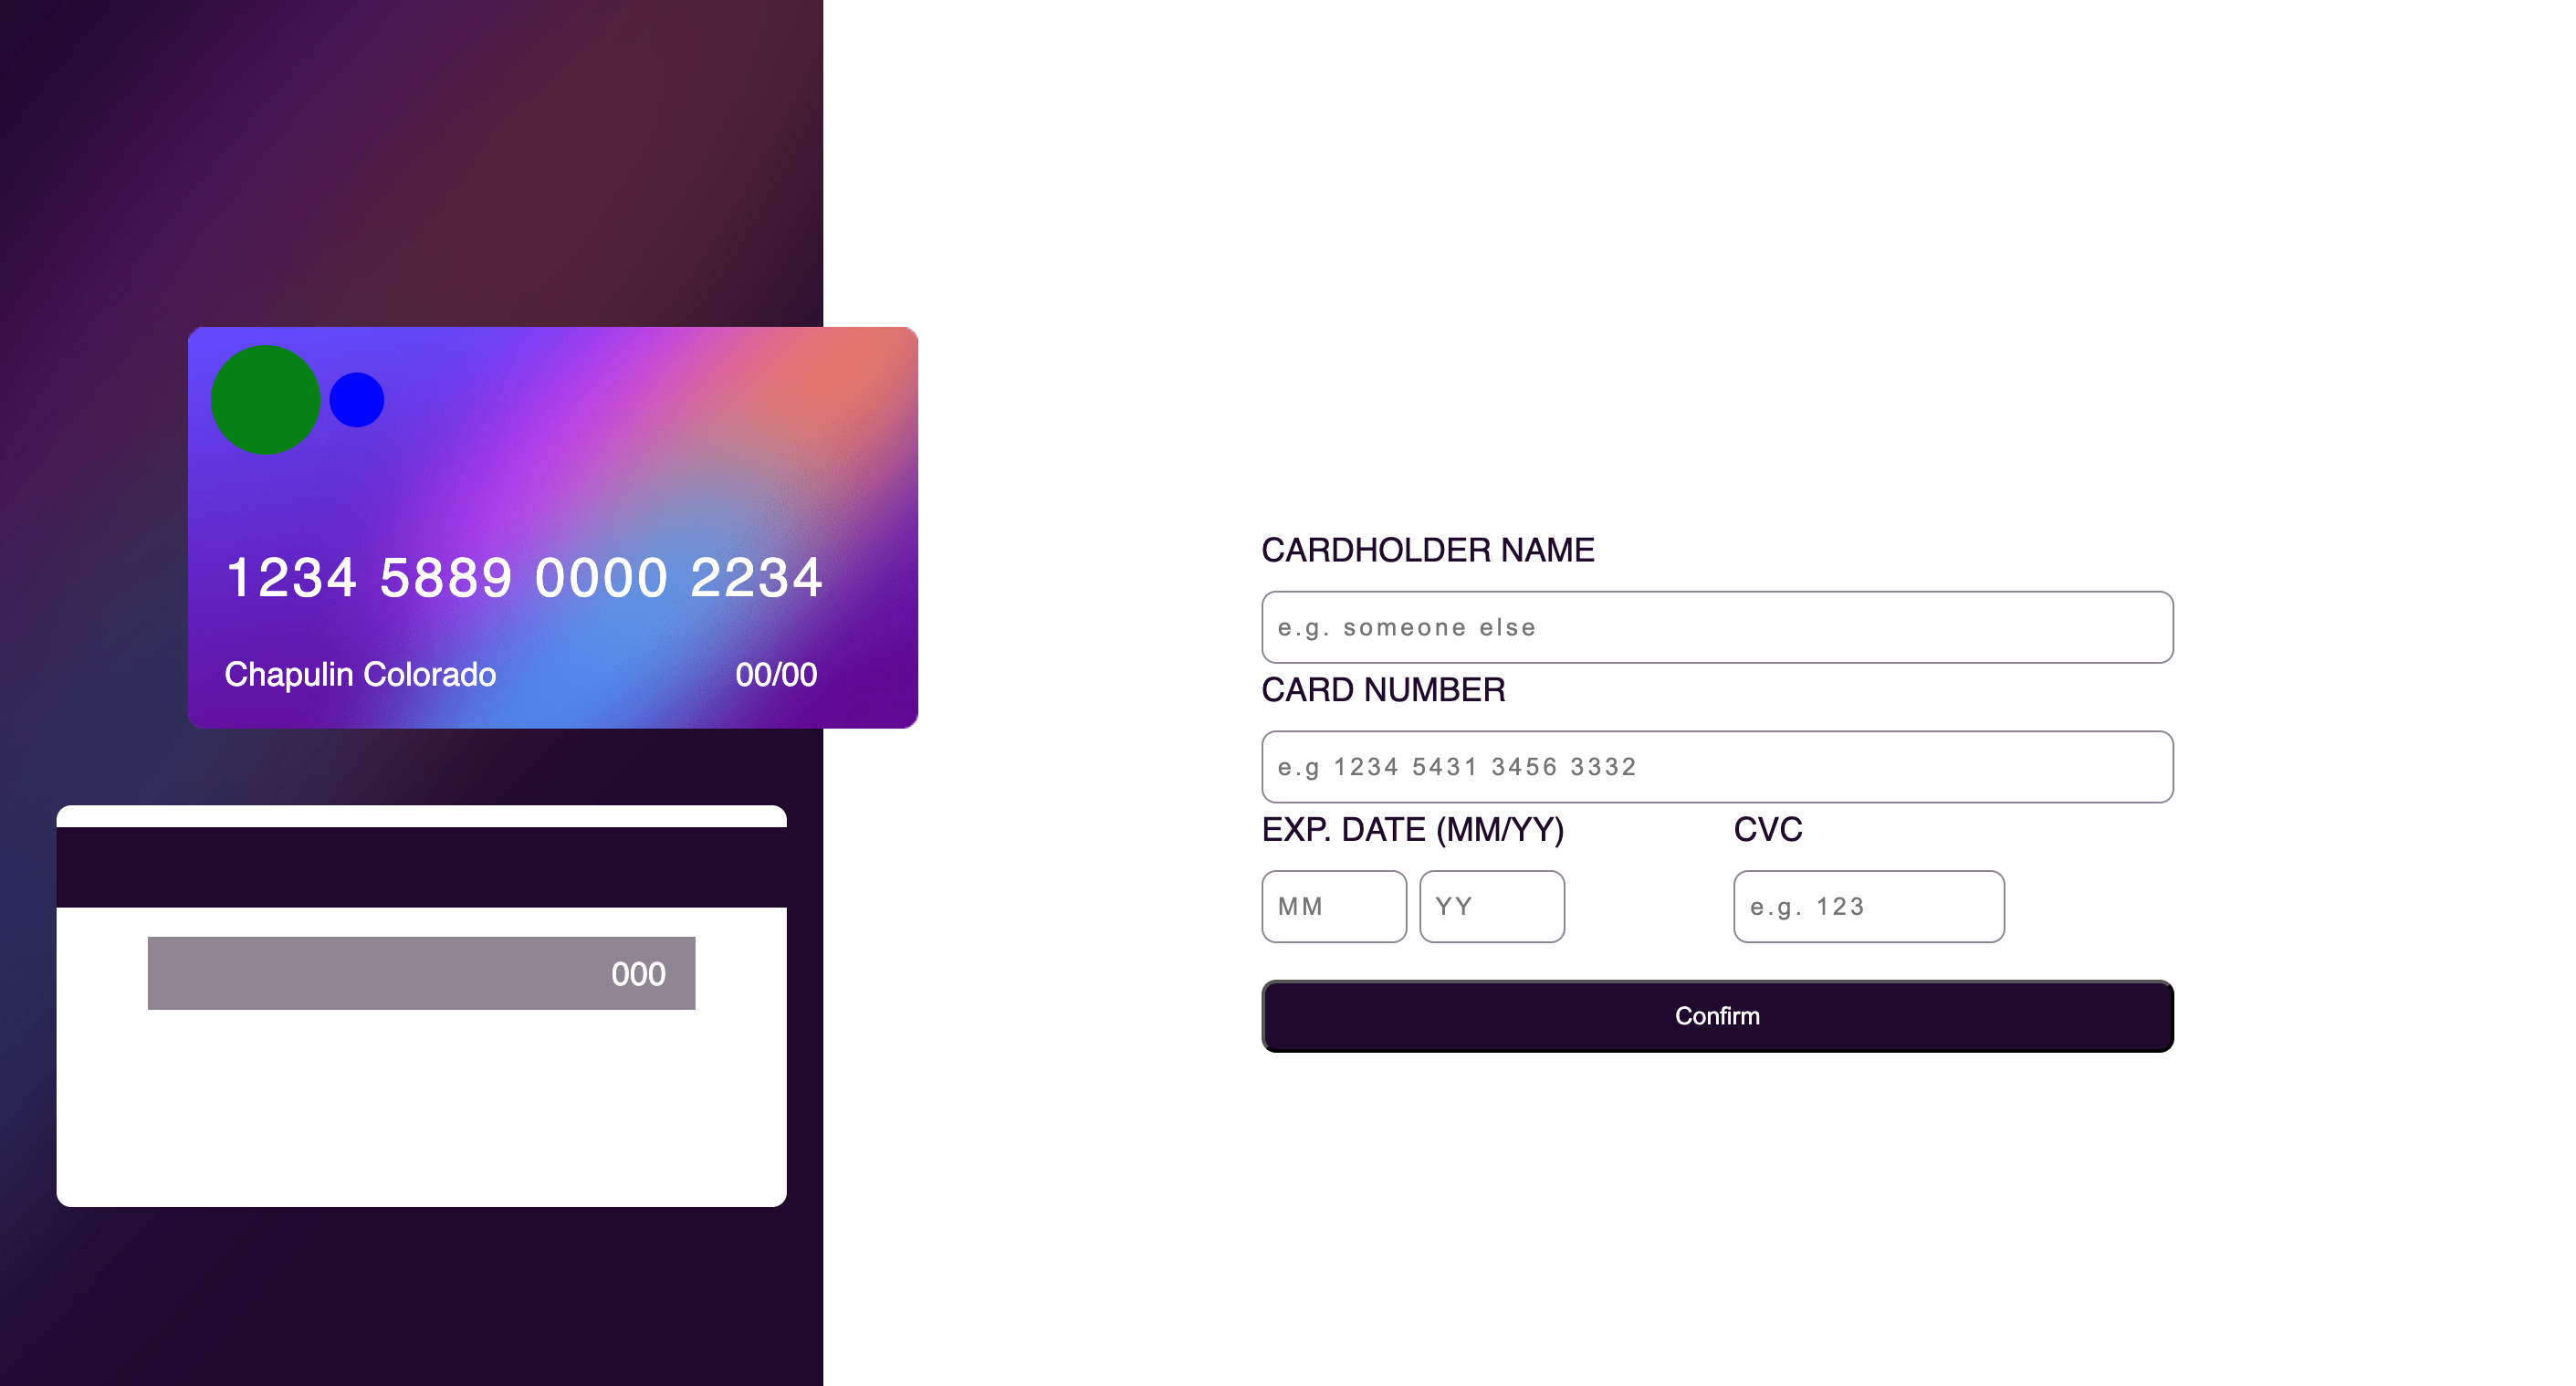 1234 5889 0000 2234
Chapulin Colorado 00/00
000
CARDHOLDER NAME
e.g. someone else
CARD NUMBER
e.g 1234 5431 3456 3332
EXP. DATE (MM/YY) CVC
MM YY e.g. 123
Confirm